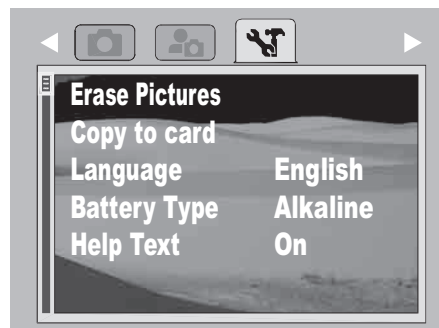 Erase Pictures
Copy to card
Language English
Battery Type Alkaline
Help Text On